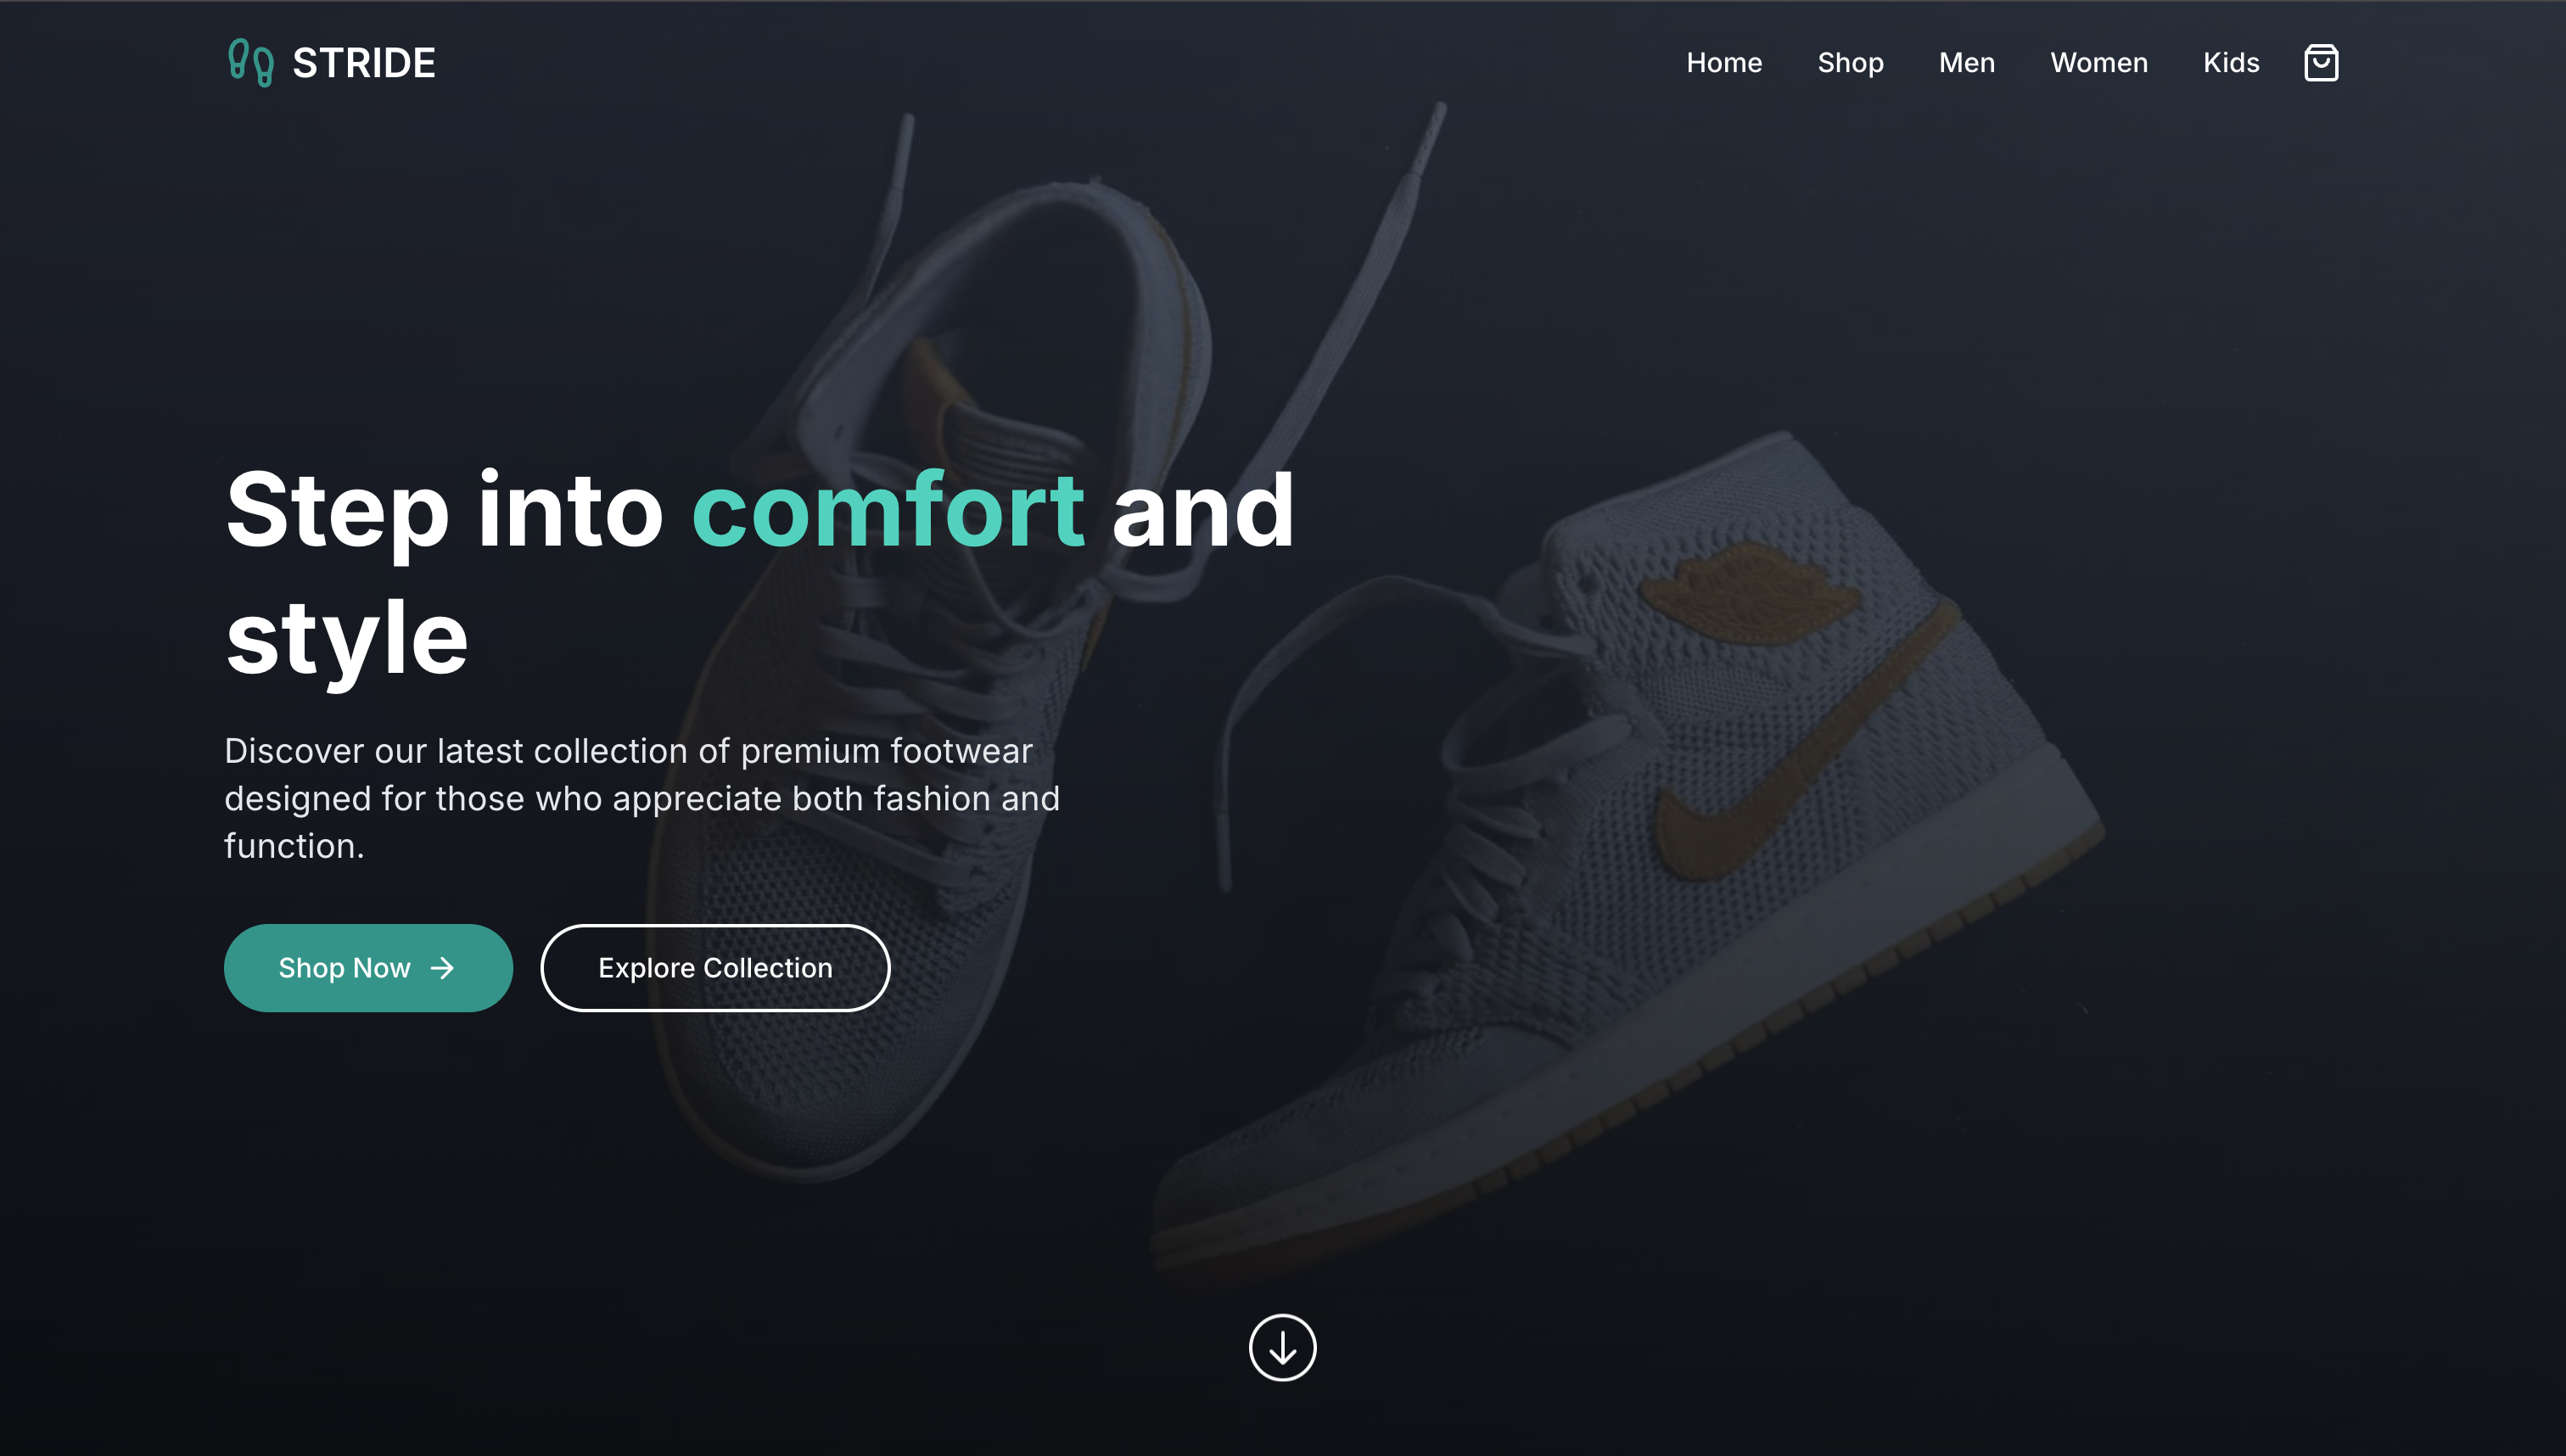 STRIDE
Home
Shop
Men
Women
Kids
Step into comfort and
style
Discover our latest collection of premium footwear
designed for those who appreciate both fashion and
function.
Shop Now
Explore Collection